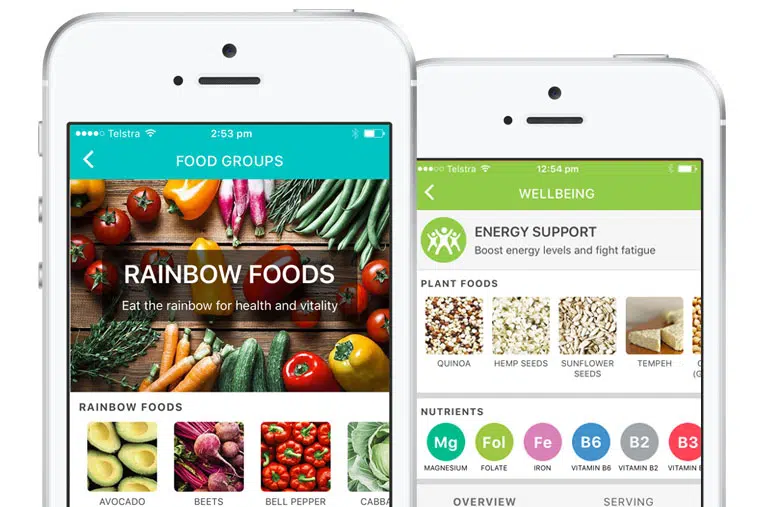 Telstra 2:53 pm
FOOD GROUPS
RAINBOW FOODS
Eat the rainbow for health and vitality
RAINBOW FOODS
AVOCADO BEETS BELL PEPPER CABBA
Telstra 12:54 pm
WELLBEING
ENERGY SUPPORT
Boost energy levels and fight fatigue
PLANT FOODS
QUINOA HEMP SEEDS SUNFLOWER SEEDS TEMPEH
NUTRIENTS
Mg Fol Fe B6 B2 B3
MAGNESIUM FOLATE IRON VITAMIN B6 VITAMIN B2 VITAMIN
OVERVIEW SERVING